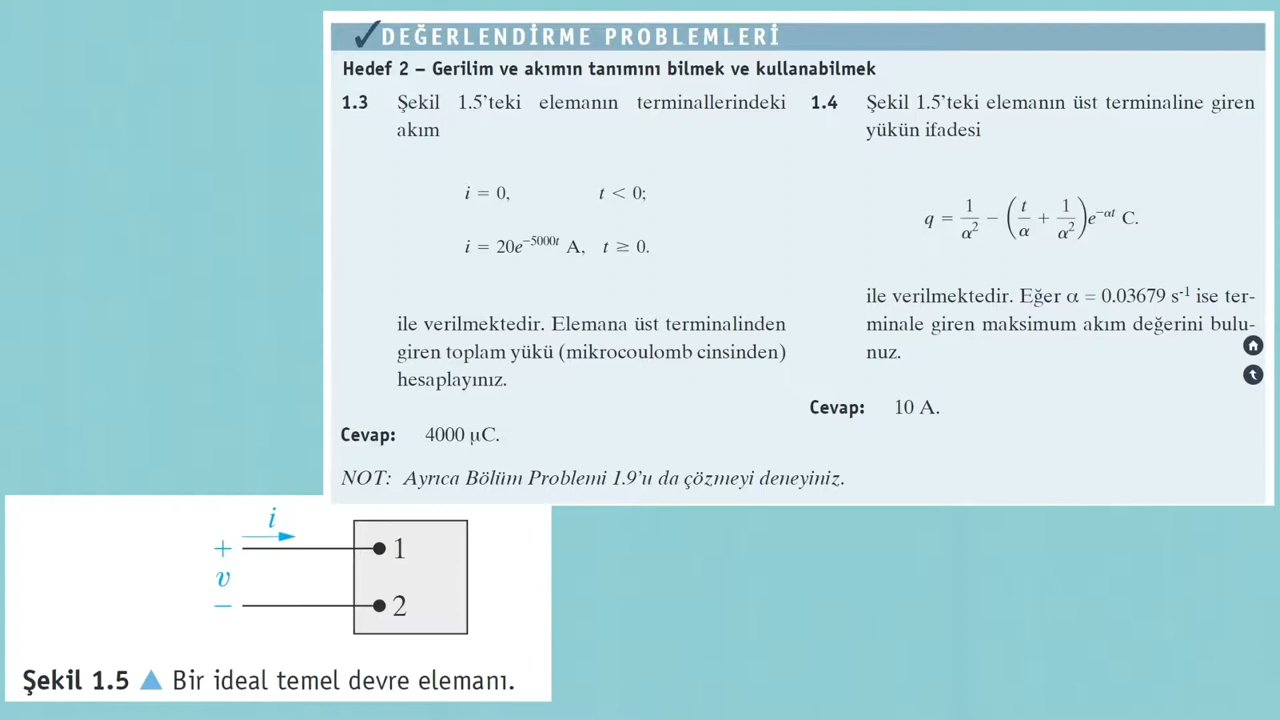 ✓DEĞERLENDİRME PROBLEMLERİ
Hedef 2 – Gerilim ve akımın tanımını bilmek ve kullanabilmek
1.3 Şekil 1.5’teki elemanın terminallerindeki
akım
i = 0, t < 0;
i = 20e^{-5000t} A, t ≥ 0.
ile verilmektedir. Elemana üst terminalinden
giren toplam yükü (mikrocoulomb cinsinden)
hesaplayınız.
Cevap: 4000 µC.
1.4 Şekil 1.5’teki elemanın üst terminaline giren
yükün ifadesi
q = 1/α² − (t/α + 1/α²)e^{−αt} C.
ile verilmektedir. Eğer α = 0.03679 s⁻¹ ise ter-
minale giren maksimum akım değerini bulu-
nuz.
Cevap: 10 A.
NOT: Ayrıca Bölüm Problemi 1.9’u da çözmeyi deneyiniz.
i
+
v
−
1
2
Şekil 1.5 ▲ Bir ideal temel devre elemanı.